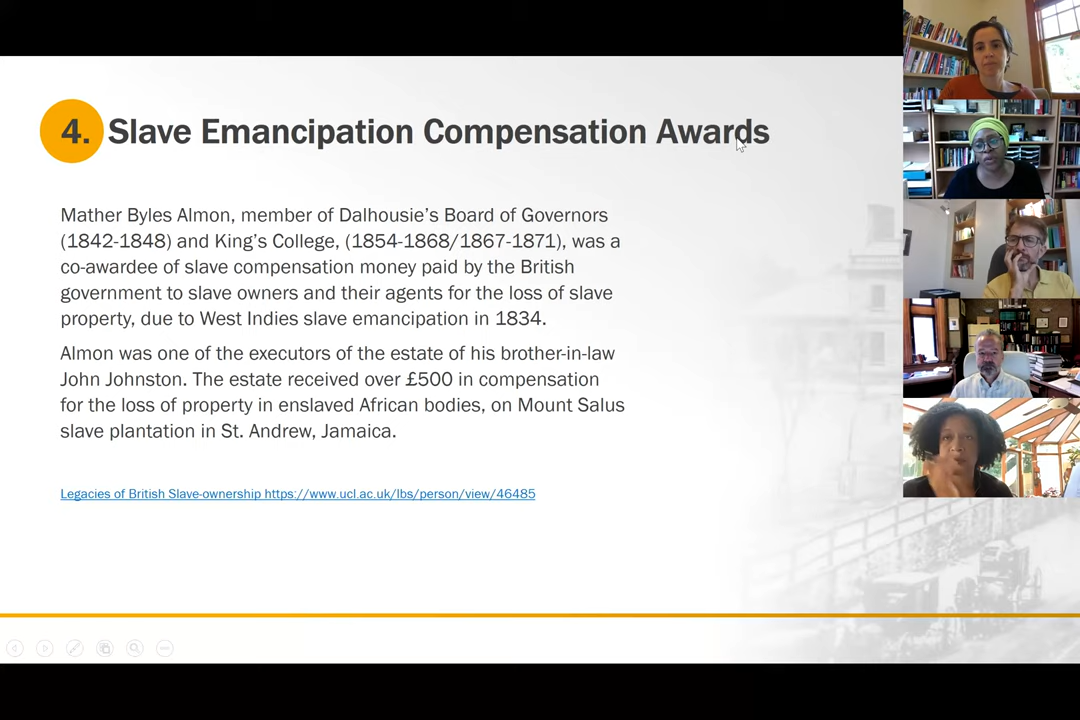 4. Slave Emancipation Compensation Awards
Mather Byles Almon, member of Dalhousie's Board of Governors
(1842-1848) and King's College, (1854-1868/1867-1871), was a
co-awardee of slave compensation money paid by the British
government to slave owners and their agents for the loss of slave
property, due to West Indies slave emancipation in 1834.
Almon was one of the executors of the estate of his brother-in-law
John Johnston. The estate received over £500 in compensation
for the loss of property in enslaved African bodies, on Mount Salus
slave plantation in St. Andrew, Jamaica.
Legacies of British Slave-ownership https://www.ucl.ac.uk/lbs/person/view/46485